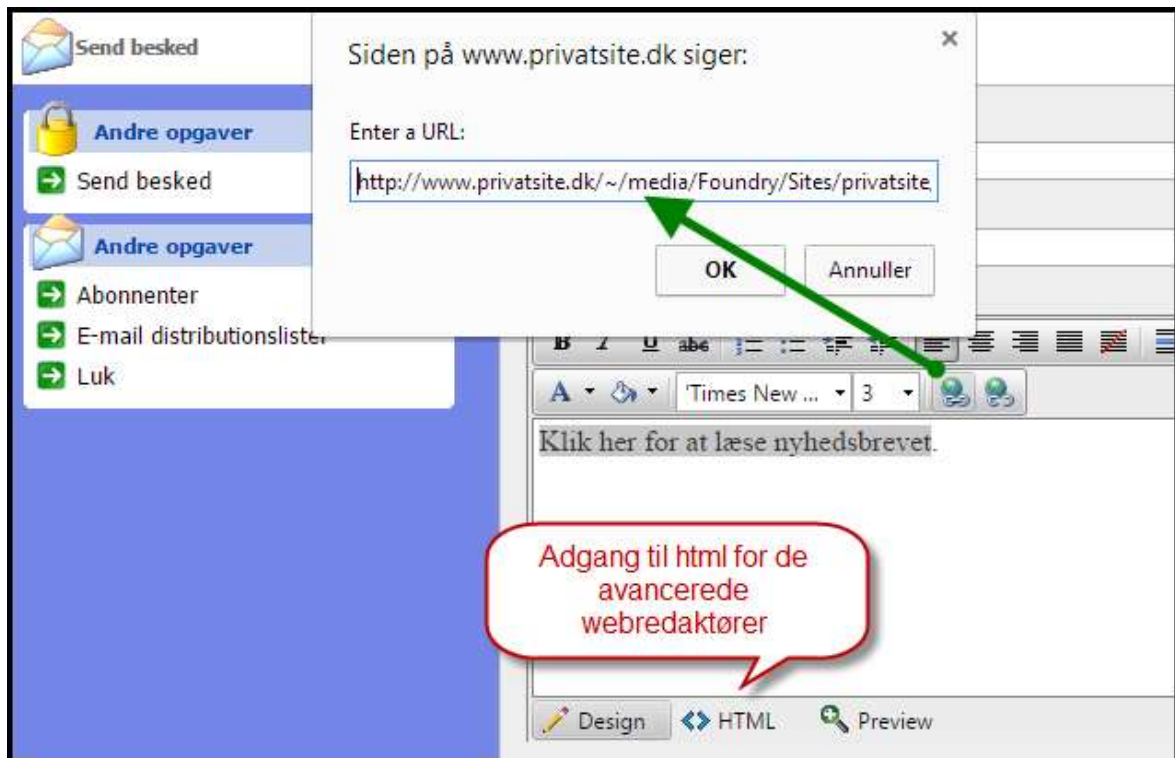 Send besked
Siden på www.privatsite.dk siger:
Enter a URL:
http://www.privatsite.dk/~/media/Foundry/Sites/privatsite
OK
Annuller
Andre opgaver
Send besked
Andre opgaver
Abonnenter
E-mail distributionslister
Luk
B I U abc
A 'Times New ... 3
Klik her for at læse nyhedsbrevet.
Adgang til html for de
avancerede
webredaktører
Design HTML Preview